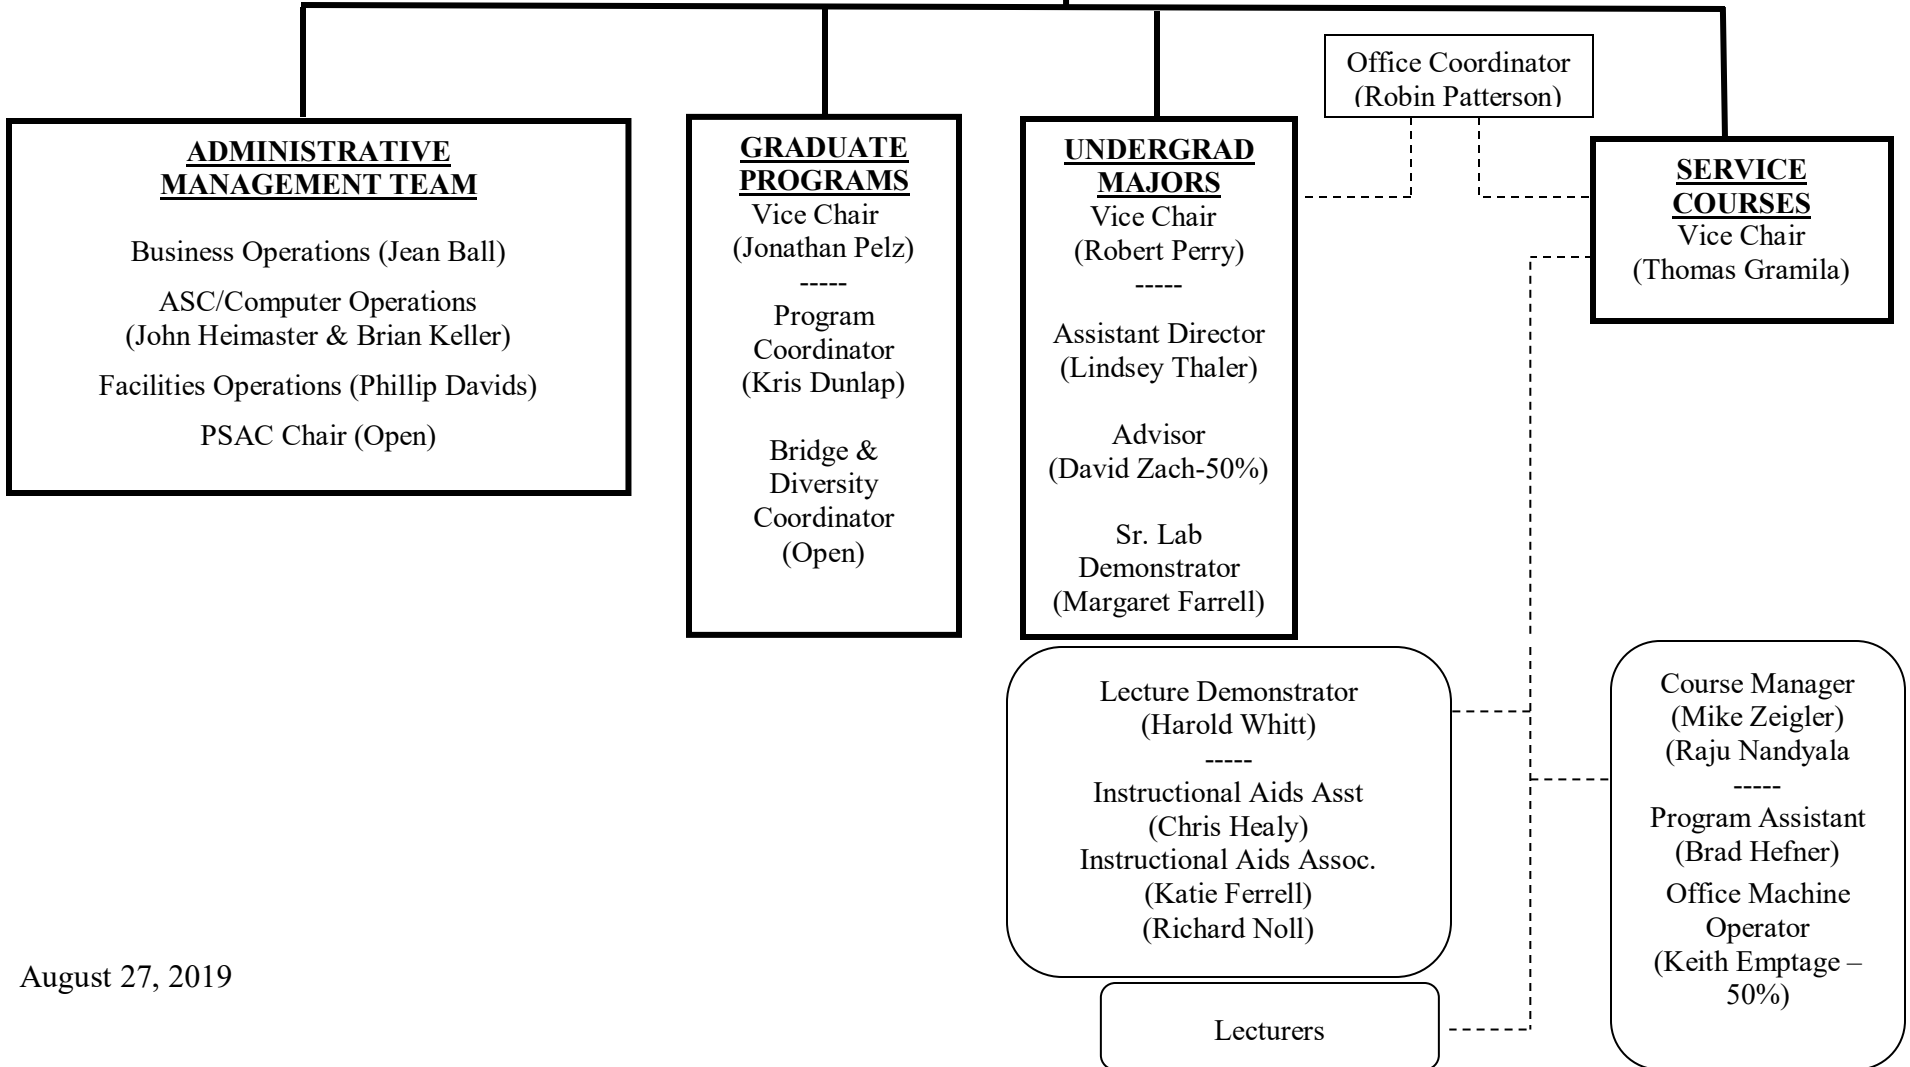 Office Coordinator
(Robin Patterson)
ADMINISTRATIVE
MANAGEMENT TEAM
Business Operations (Jean Ball)
ASC/Computer Operations
(John Heimaster & Brian Keller)
Facilities Operations (Phillip Davids)
PSAC Chair (Open)
GRADUATE
PROGRAMS
Vice Chair
(Jonathan Pelz)
-----
Program
Coordinator
(Kris Dunlap)
Bridge &
Diversity
Coordinator
(Open)
UNDERGRAD
MAJORS
Vice Chair
(Robert Perry)
-----
Assistant Director
(Lindsey Thaler)
Advisor
(David Zach-50%)
Sr. Lab
Demonstrator
(Margaret Farrell)
SERVICE
COURSES
Vice Chair
(Thomas Gramila)
Lecture Demonstrator
(Harold Whitt)
-----
Instructional Aids Asst
(Chris Healy)
Instructional Aids Assoc.
(Katie Ferrell)
(Richard Noll)
Course Manager
(Mike Zeigler)
(Raju Nandyala
-----
Program Assistant
(Brad Hefner)
Office Machine
Operator
(Keith Emptage –
50%)
Lecturers
August 27, 2019